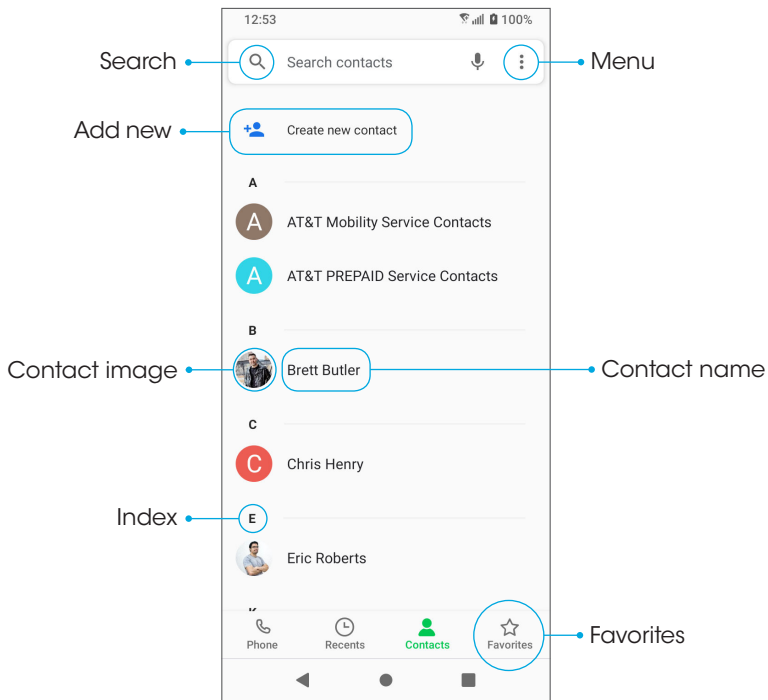 12:53
100%
Search
Search contacts
Menu
Add new
Create new contact
A
A
AT&T Mobility Service Contacts
A
AT&T PREPAID Service Contacts
B
Contact image
Brett Butler
Contact name
C
C
Chris Henry
Index
E
Eric Roberts
Phone
Recents
Contacts
Favorites
Favorites